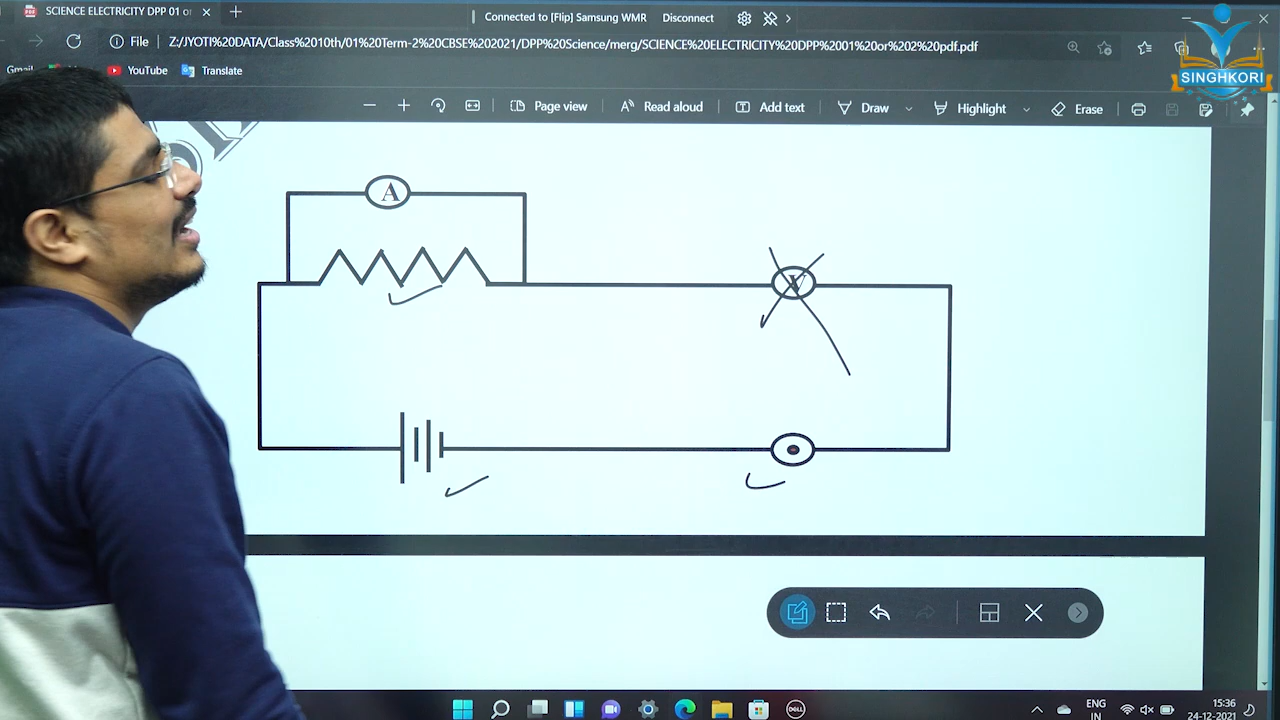 SCIENCE ELECTRICITY DPP 01 or
Connected to [Flip] Samsung WMR Disconnect
File Z:/JYOTI%20DATA/Class%2010th/01%20Term-2%20CBSE%202021/DPP%20Science/merg/SCIENCE%20ELECTRICITY%20DPP%2001%20or%202%20pdf.pdf
SINGHKORI
Gmail YouTube Translate
Page view Read aloud Add text Draw Highlight Erase
A
V
DELL
ENG
IN
15:36
24-12-2021